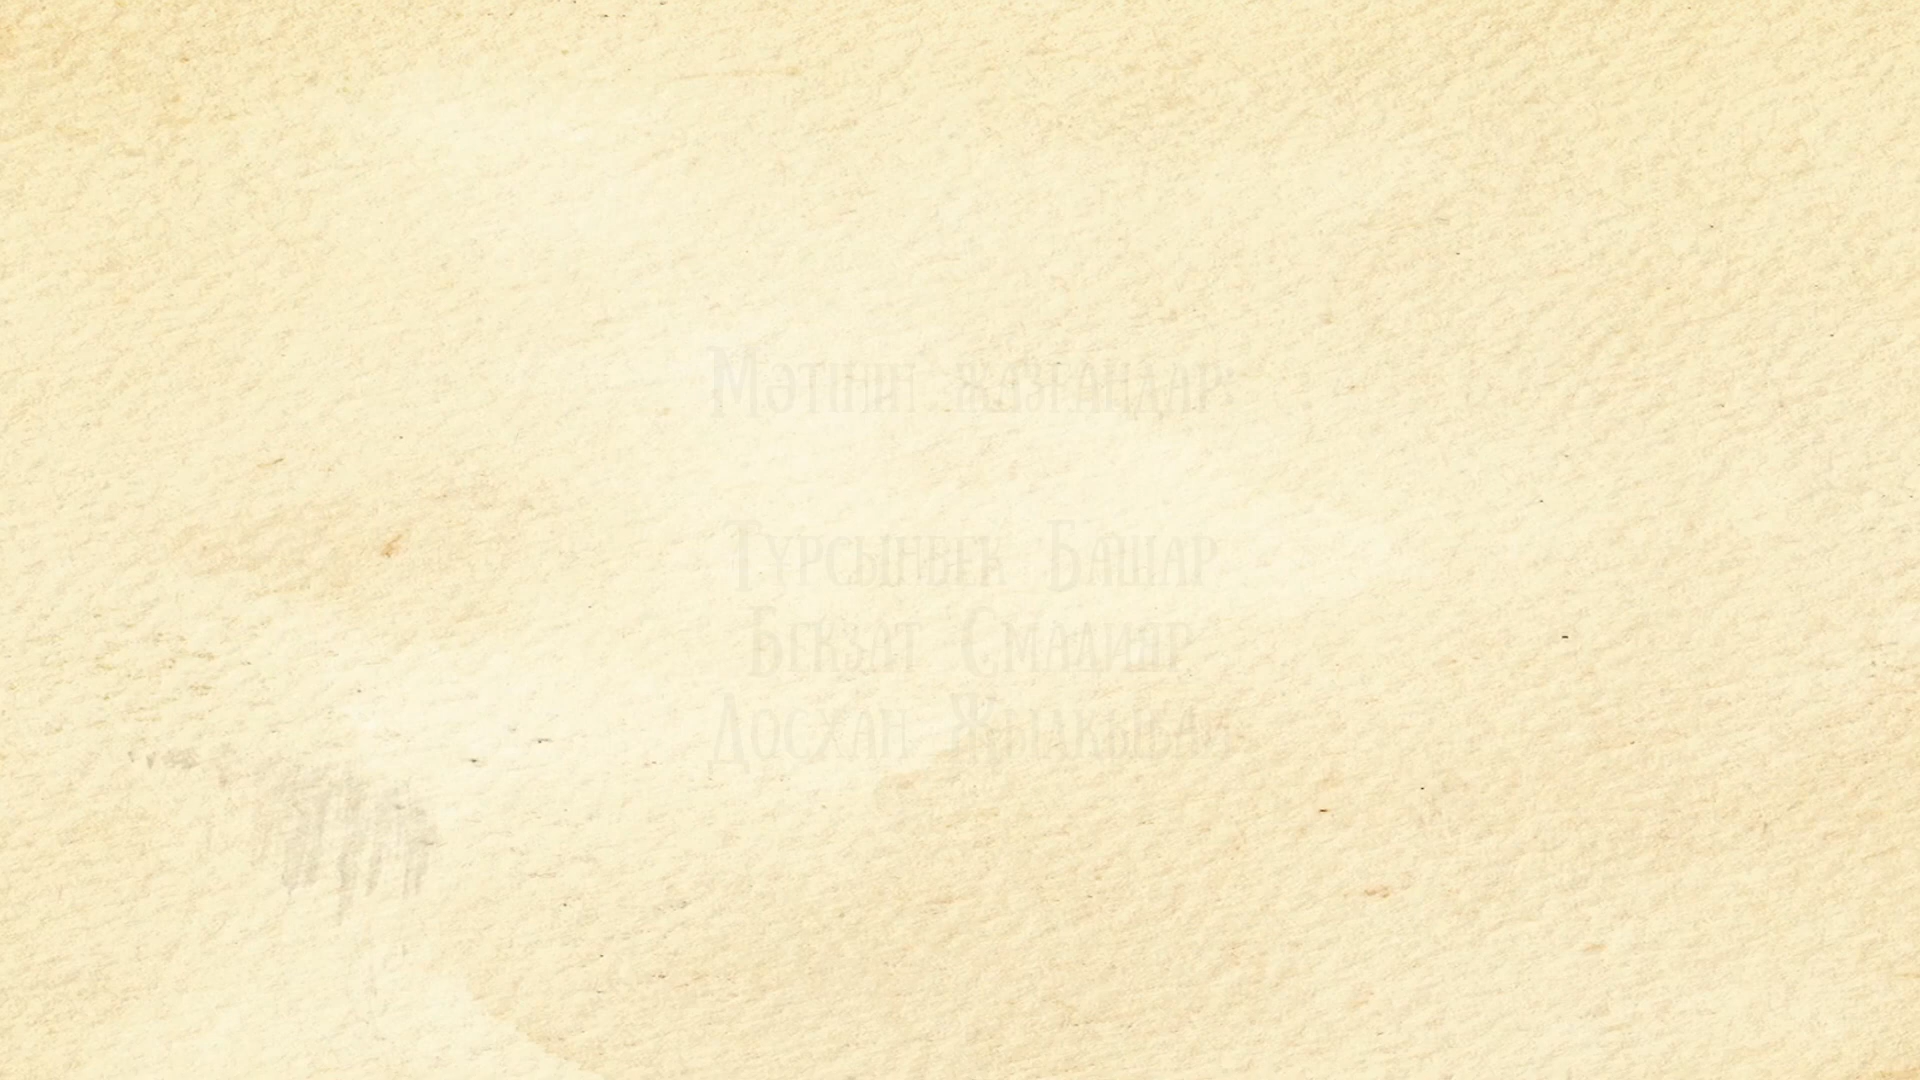 Мәтінін жазғандар:
Тұрсынбек Башар
Бекзат Смадияр
Досхан Жылқыбай